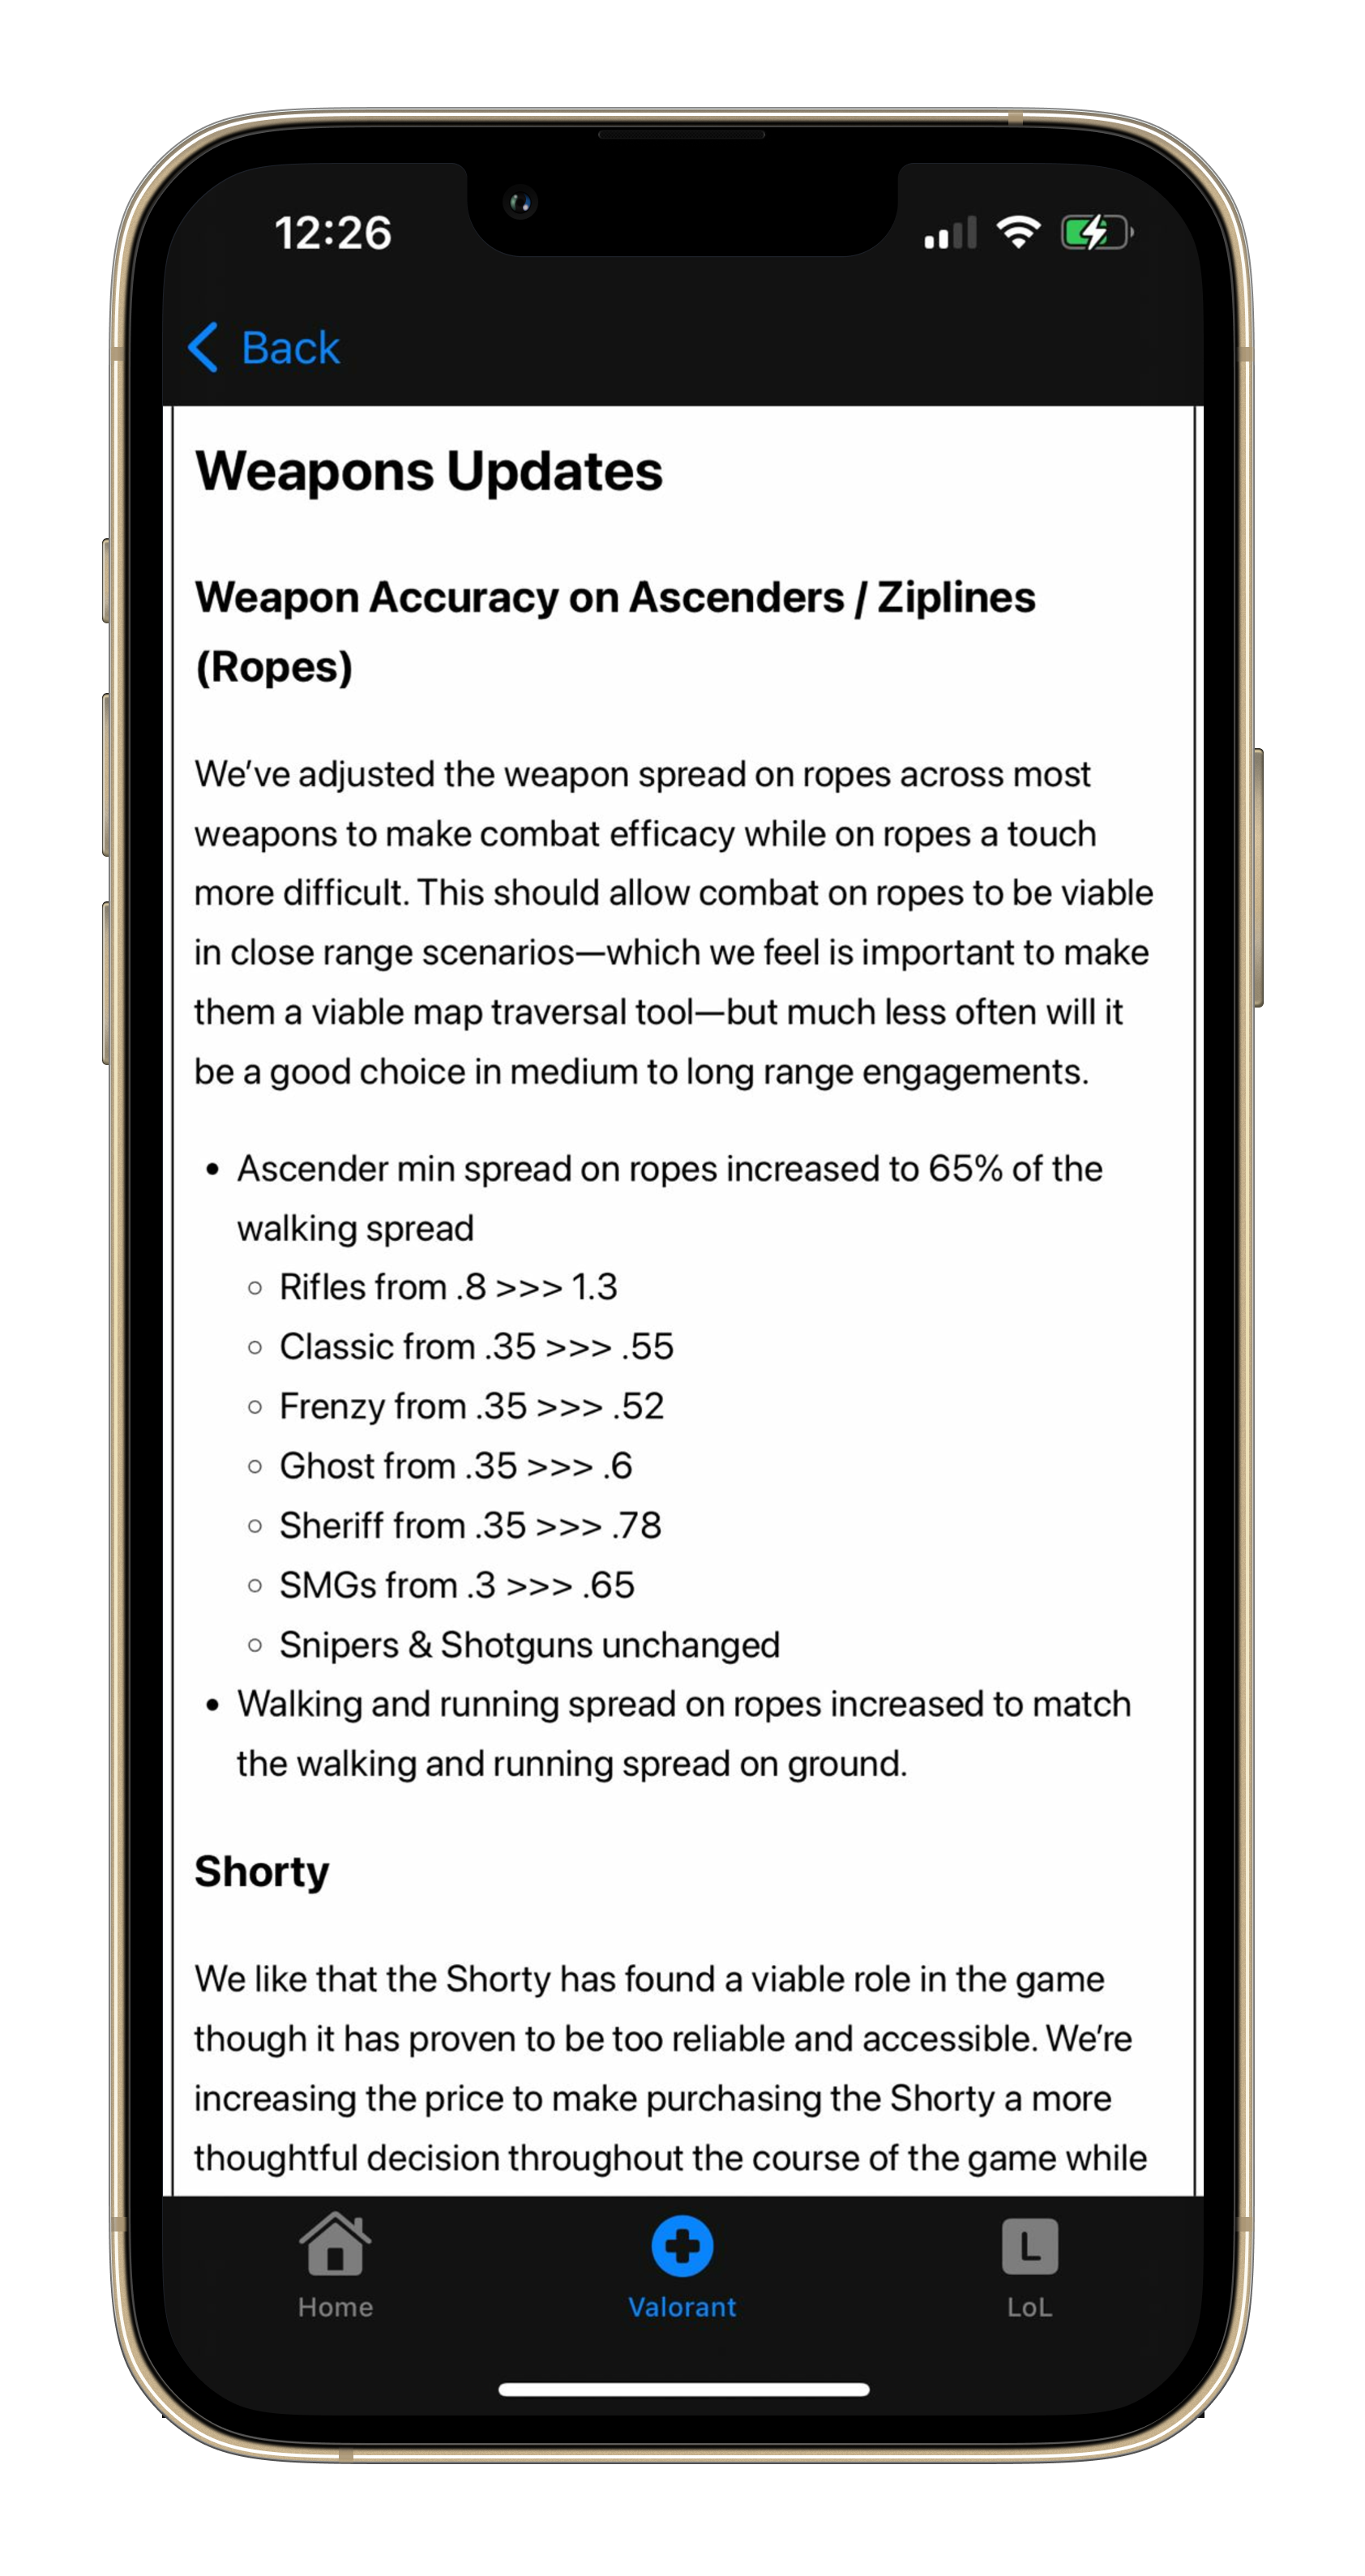 12:26
Back
Weapons Updates
Weapon Accuracy on Ascenders / Ziplines
(Ropes)
We’ve adjusted the weapon spread on ropes across most
weapons to make combat efficacy while on ropes a touch
more difficult. This should allow combat on ropes to be viable
in close range scenarios—which we feel is important to make
them a viable map traversal tool—but much less often will it
be a good choice in medium to long range engagements.
• Ascender min spread on ropes increased to 65% of the
walking spread
◦ Rifles from .8 >>> 1.3
◦ Classic from .35 >>> .55
◦ Frenzy from .35 >>> .52
◦ Ghost from .35 >>> .6
◦ Sheriff from .35 >>> .78
◦ SMGs from .3 >>> .65
◦ Snipers & Shotguns unchanged
• Walking and running spread on ropes increased to match
the walking and running spread on ground.
Shorty
We like that the Shorty has found a viable role in the game
though it has proven to be too reliable and accessible. We’re
increasing the price to make purchasing the Shorty a more
thoughtful decision throughout the course of the game while
Home
Valorant
L
LoL